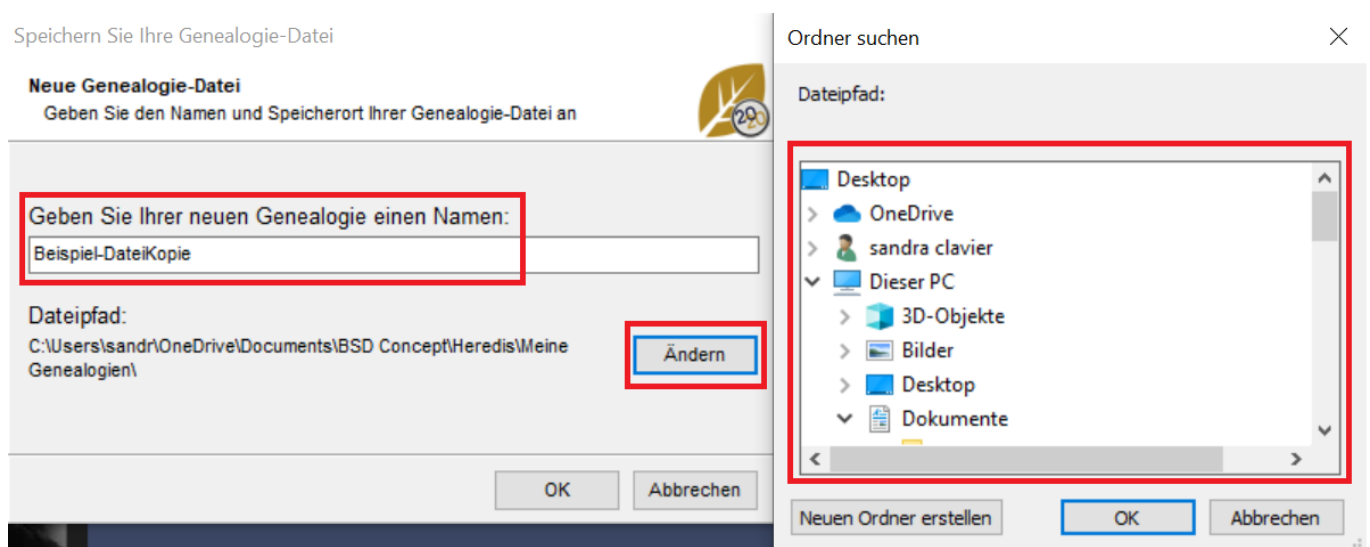 Speichern Sie Ihre Genealogie-Datei
Neue Genealogie-Datei
Geben Sie den Namen und Speicherort Ihrer Genealogie-Datei an
2020
Geben Sie Ihrer neuen Genealogie einen Namen:
Beispiel-DateiKopie
Dateipfad:
C:\Users\sandr\OneDrive\Documents\BSD Concept\Heredis\Meine
Genealogien\
Ändern
OK
Abbrechen
Ordner suchen
Dateipfad:
Desktop
OneDrive
sandra clavier
Dieser PC
3D-Objekte
Bilder
Desktop
Dokumente
Neuen Ordner erstellen
OK
Abbrechen